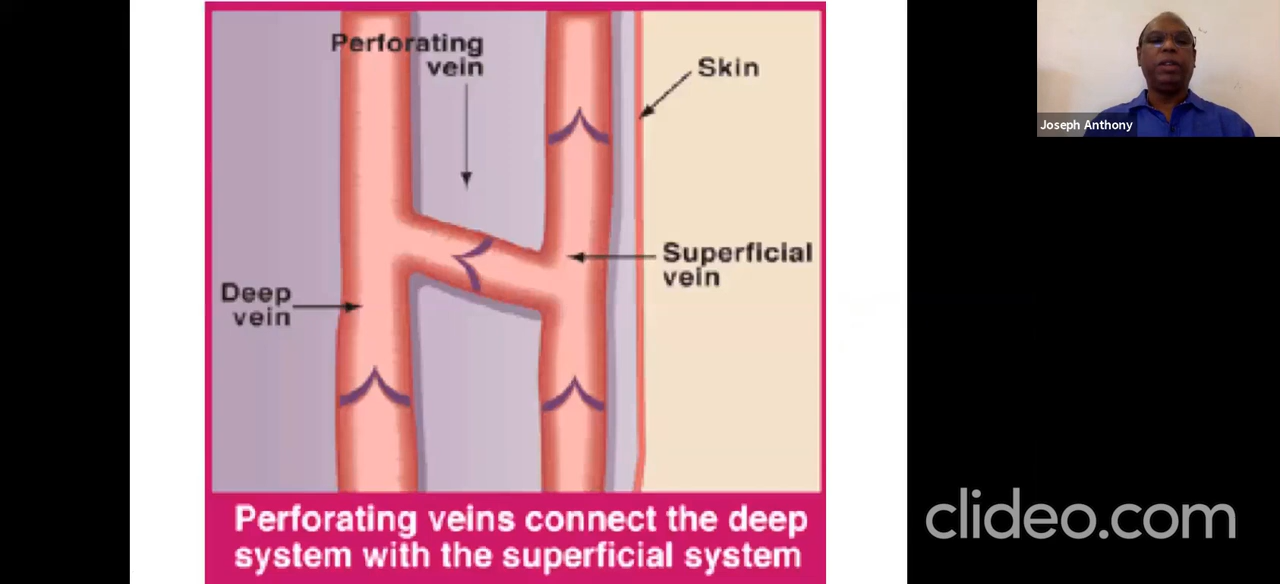 Perforating
vein
Skin
Superficial
vein
Deep
vein
Perforating veins connect the deep
system with the superficial system
Joseph Anthony
clideo.com